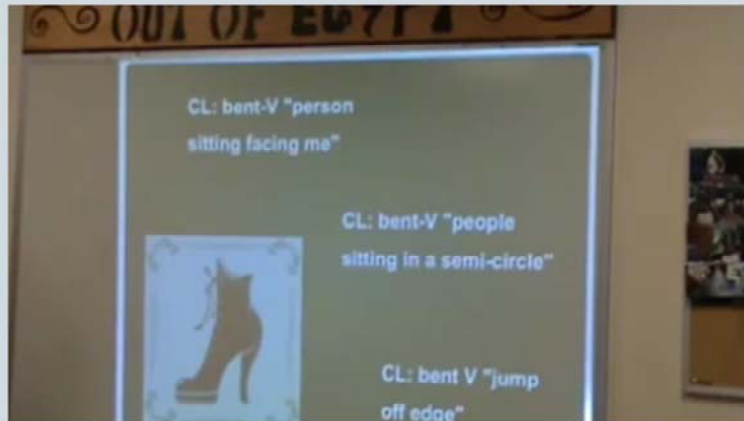 OUT OF EGYPT
CL: bent-V "person
sitting facing me"
CL: bent-V "people
sitting in a semi-circle"
CL: bent V "jump
off edge"